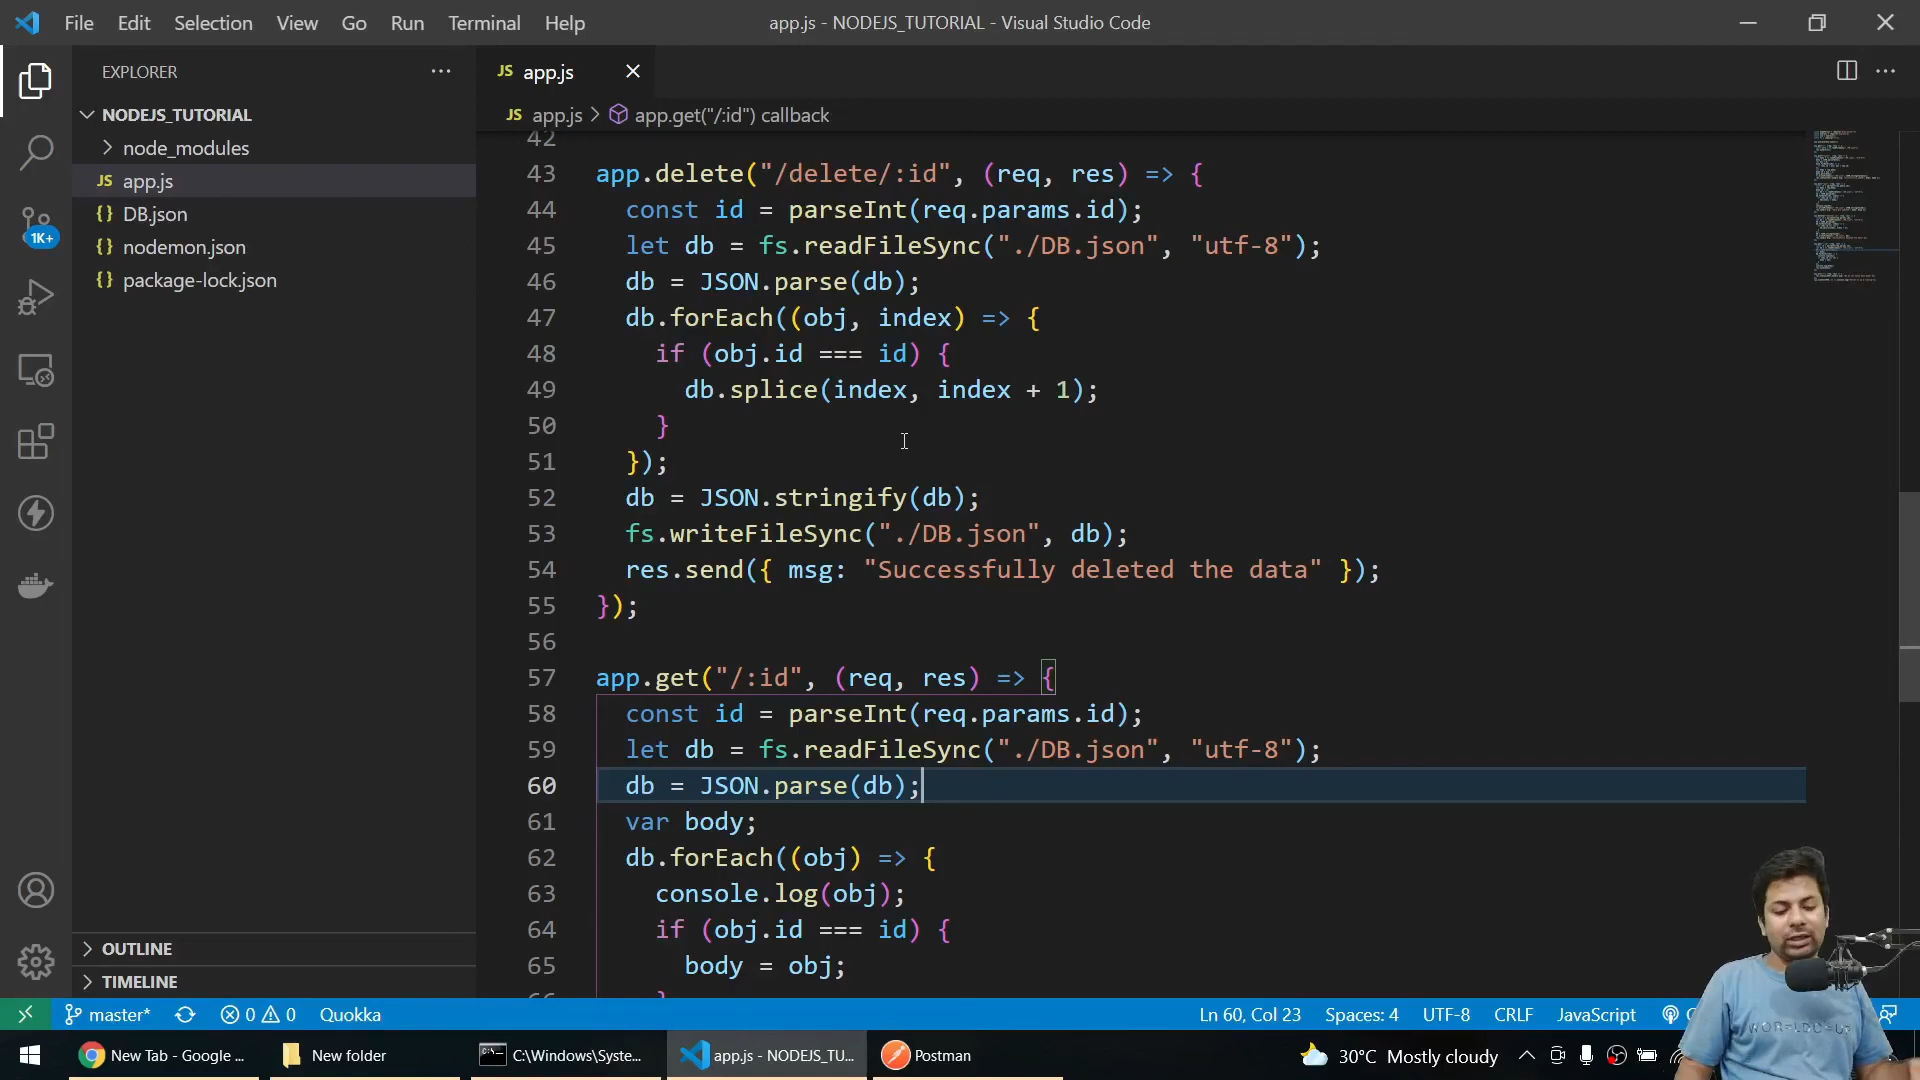 File Edit Selection View Go Run Terminal Help
app.js - NODEJS_TUTORIAL - Visual Studio Code
EXPLORER
NODEJS_TUTORIAL
node_modules
JS app.js
{} DB.json
{} nodemon.json
{} package-lock.json
1K+
OUTLINE
TIMELINE
JS app.js
JS app.js > app.get("/:id") callback
42
43 app.delete("/delete/:id", (req, res) => {
44 const id = parseInt(req.params.id);
45 let db = fs.readFileSync("./DB.json", "utf-8");
46 db = JSON.parse(db);
47 db.forEach((obj, index) => {
48 if (obj.id === id) {
49 db.splice(index, index + 1);
50 }
51 });
52 db = JSON.stringify(db);
53 fs.writeFileSync("./DB.json", db);
54 res.send({ msg: "Successfully deleted the data" });
55 });
56
57 app.get("/:id", (req, res) => {
58 const id = parseInt(req.params.id);
59 let db = fs.readFileSync("./DB.json", "utf-8");
60 db = JSON.parse(db);
61 var body;
62 db.forEach((obj) => {
63 console.log(obj);
64 if (obj.id === id) {
65 body = obj;
master* 0 0 Quokka Ln 60, Col 23 Spaces: 4 UTF-8 CRLF JavaScript
New Tab - Google ... New folder C:\Windows\Syste... app.js - NODEJS_TU... Postman 30°C Mostly cloudy